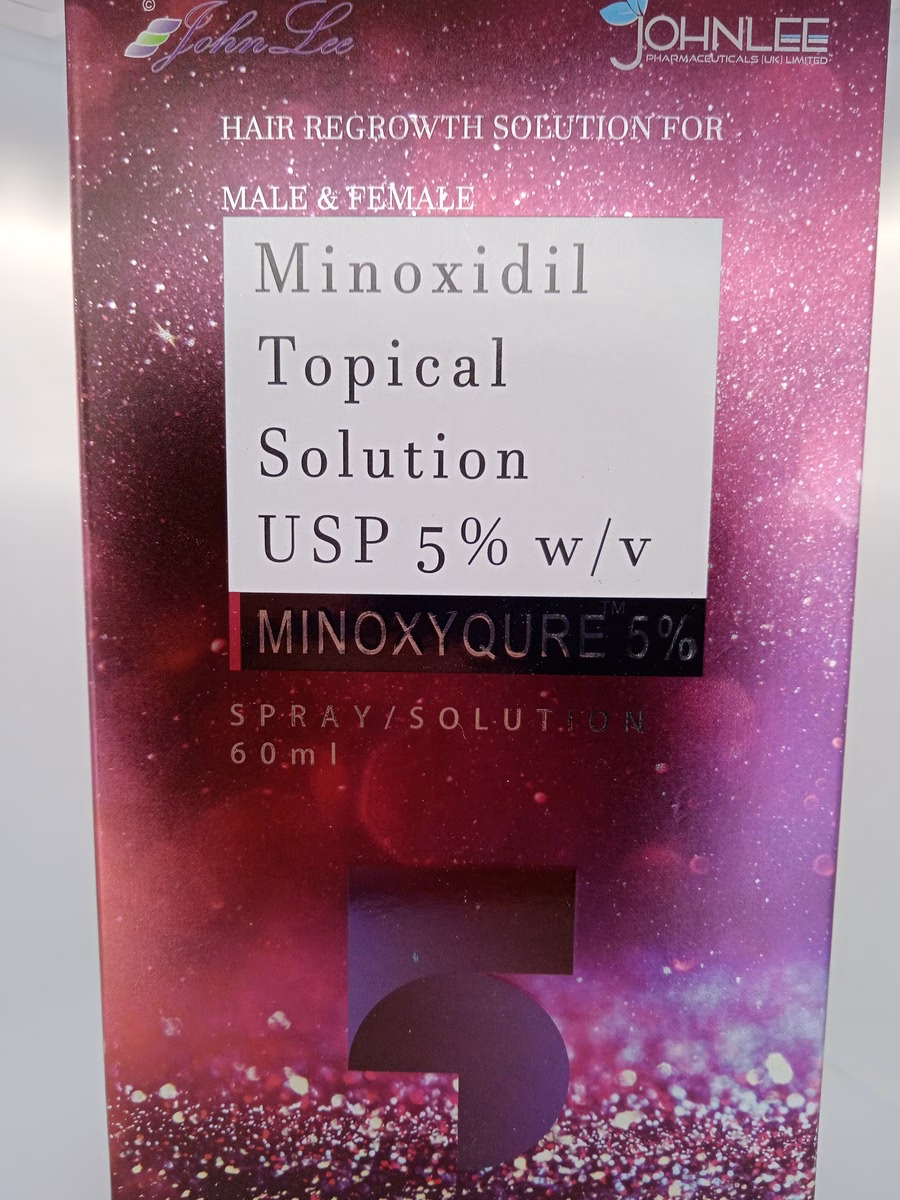 ©
John Lee
JOHNLEE
PHARMACEUTICALS (UK) LIMITED
HAIR REGROWTH SOLUTION FOR
MALE & FEMALE
Minoxidil
Topical
Solution
USP 5% w/v
MINOXYQURE™ 5%
SPRAY/SOLUTION
60ml
5